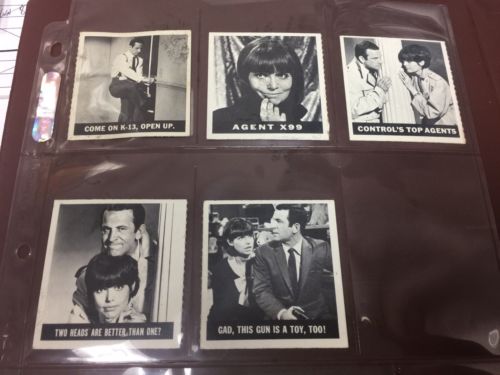 COME ON K-13, OPEN UP.
AGENT X99
CONTROL'S TOP AGENTS
TWO HEADS ARE BETTER THAN ONE?
GAD, THIS GUN IS A TOY, TOO!